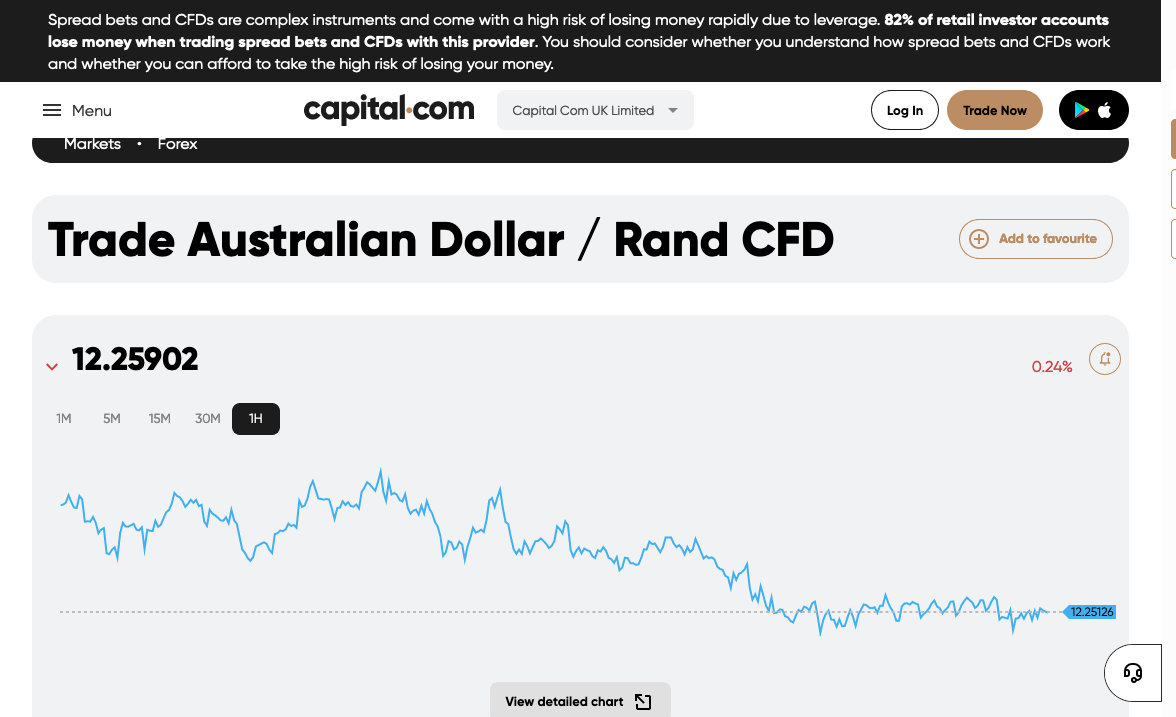 Spread bets and CFDs are complex instruments and come with a high risk of losing money rapidly due to leverage. 82% of retail investor accounts
lose money when trading spread bets and CFDs with this provider. You should consider whether you understand how spread bets and CFDs work
and whether you can afford to take the high risk of losing your money.
Menu
capital.com
Capital Com UK Limited
Log In
Trade Now
Markets • Forex
Trade Australian Dollar / Rand CFD
Add to favourite
12.25902
0.24%
1M 5M 15M 30M 1H
12.25126
View detailed chart